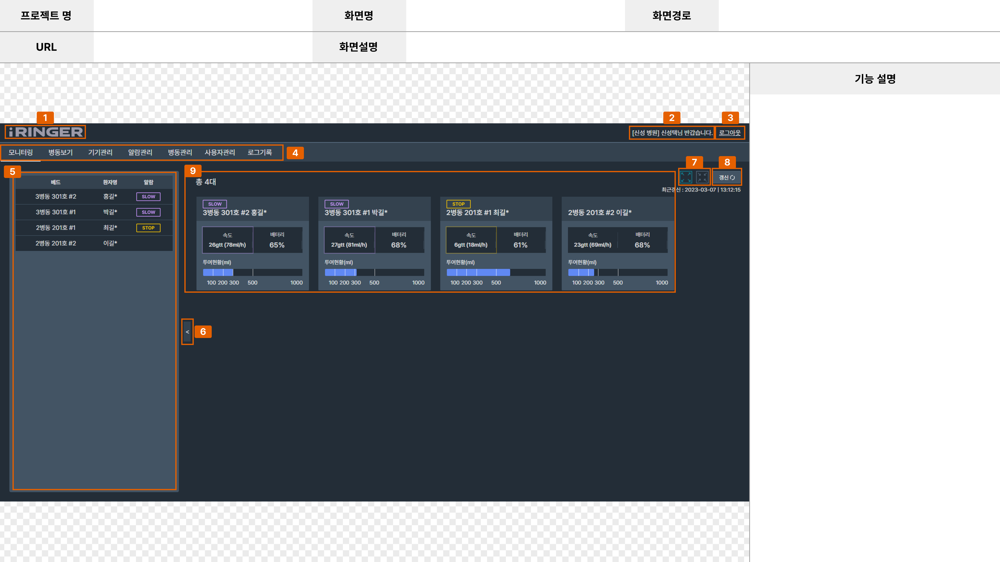 프로젝트 명
화면명
화면경로
URL
화면설명
기능 설명
1
2
3
iRINGER
[신성 병원] 신성택님 반갑습니다.
로그아웃
모니터링
병동보기
기기관리
알람관리
병동관리
사용자관리
로그기록
4
5
베드
환자명
알람
3병동 301호 #2
홍길*
SLOW
3병동 301호 #1
박길*
SLOW
2병동 201호 #1
최길*
STOP
2병동 201호 #2
이길*
<
6
9
총 4대
7
8
갱신
최근갱신 : 2023-03-07 | 13:12:15
SLOW
3병동 301호 #2 홍길*
속도
배터리
26gtt (78ml/h)
65%
투여현황(ml)
100 200 300 500 1000
SLOW
3병동 301호 #1 박길*
속도
배터리
27gtt (81ml/h)
68%
투여현황(ml)
100 200 300 500 1000
STOP
2병동 201호 #1 최길*
속도
배터리
6gtt (18ml/h)
61%
투여현황(ml)
100 200 300 500 1000
2병동 201호 #2 이길*
속도
배터리
23gtt (69ml/h)
68%
투여현황(ml)
100 200 300 500 1000